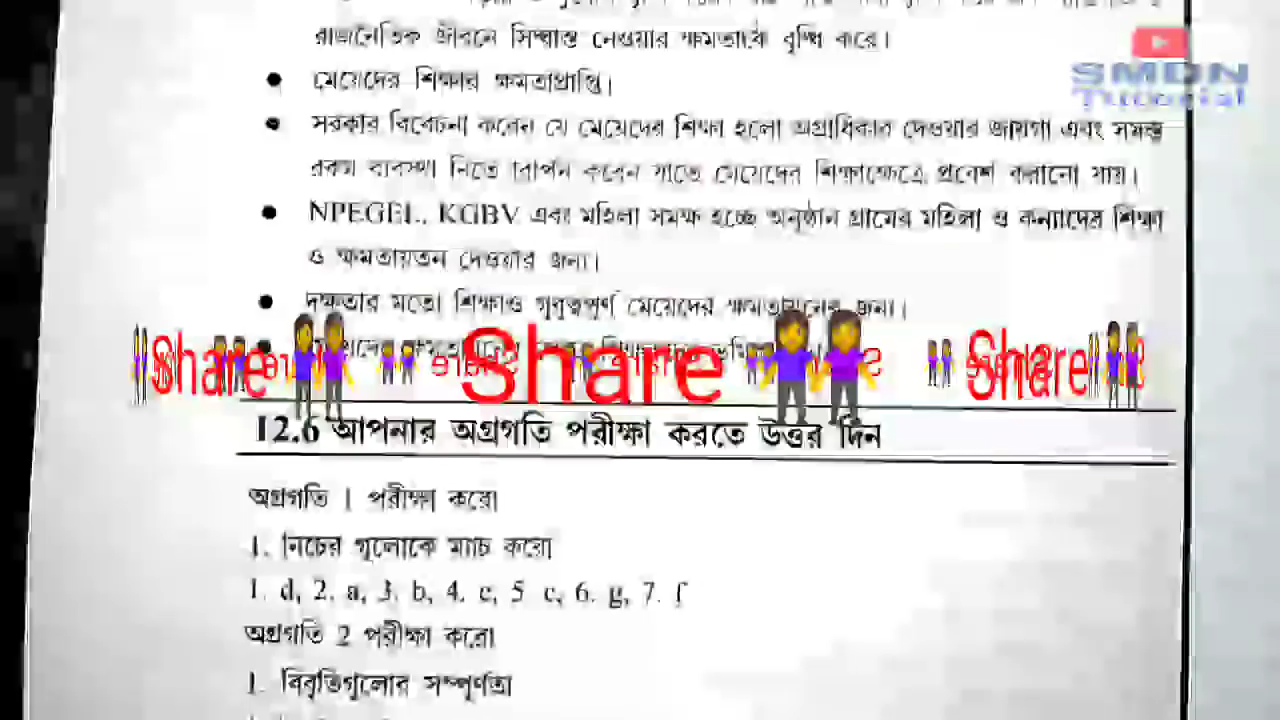 রাজনৈতিক জীবনে সিদ্ধান্ত নেওয়ার ক্ষমতাকে বৃদ্ধি করে।
SMDN
Tutorial
● মেয়েদের শিক্ষার ক্ষমতাপ্রাপ্তি।
● সরকার বিবেচনা করেন যে মেয়েদের শিক্ষা হলো অগ্রাধিকার দেওয়ার জায়গা এবং সমস্ত
রকম ব্যবস্থা নিতে করেন যাতে মেয়েদের শিক্ষাক্ষেত্রে প্রবেশ করানো যায়।
● NPEGEL, KGBV এবং মহিলা সমক্ষ হচ্ছে অনুষ্ঠান গ্রামের মহিলা ও কন্যাদের শিক্ষা
ও ক্ষমতায়তন দেওয়ার জন্য।
● দক্ষতার মতো শিক্ষাও গুরুত্বপূর্ণ মেয়েদের ক্ষমতায়নের জন্য।
Share Share Share
12.6 আপনার অগ্রগতি পরীক্ষা করতে উত্তর দিন
অগ্রগতি 1 পরীক্ষা করো
1. নিচের গুলোকে ম্যাচ করো
1. d, 2. a, 3. b, 4. e, 5 c, 6. g, 7. f
অগ্রগতি 2 পরীক্ষা করো
1. বিবৃতিগুলোর সম্পূর্ণতা